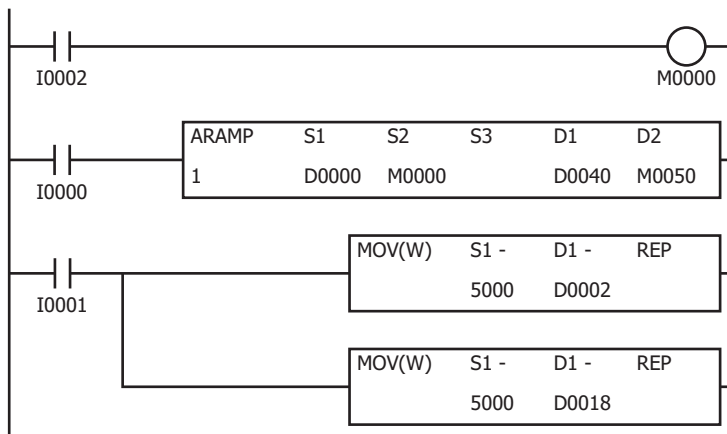 I0002
M0000
ARAMP S1 S2 S3 D1 D2
1 D0000 M0000 D0040 M0050
I0000
MOV(W) S1 - D1 - REP
5000 D0002
I0001
MOV(W) S1 - D1 - REP
5000 D0018